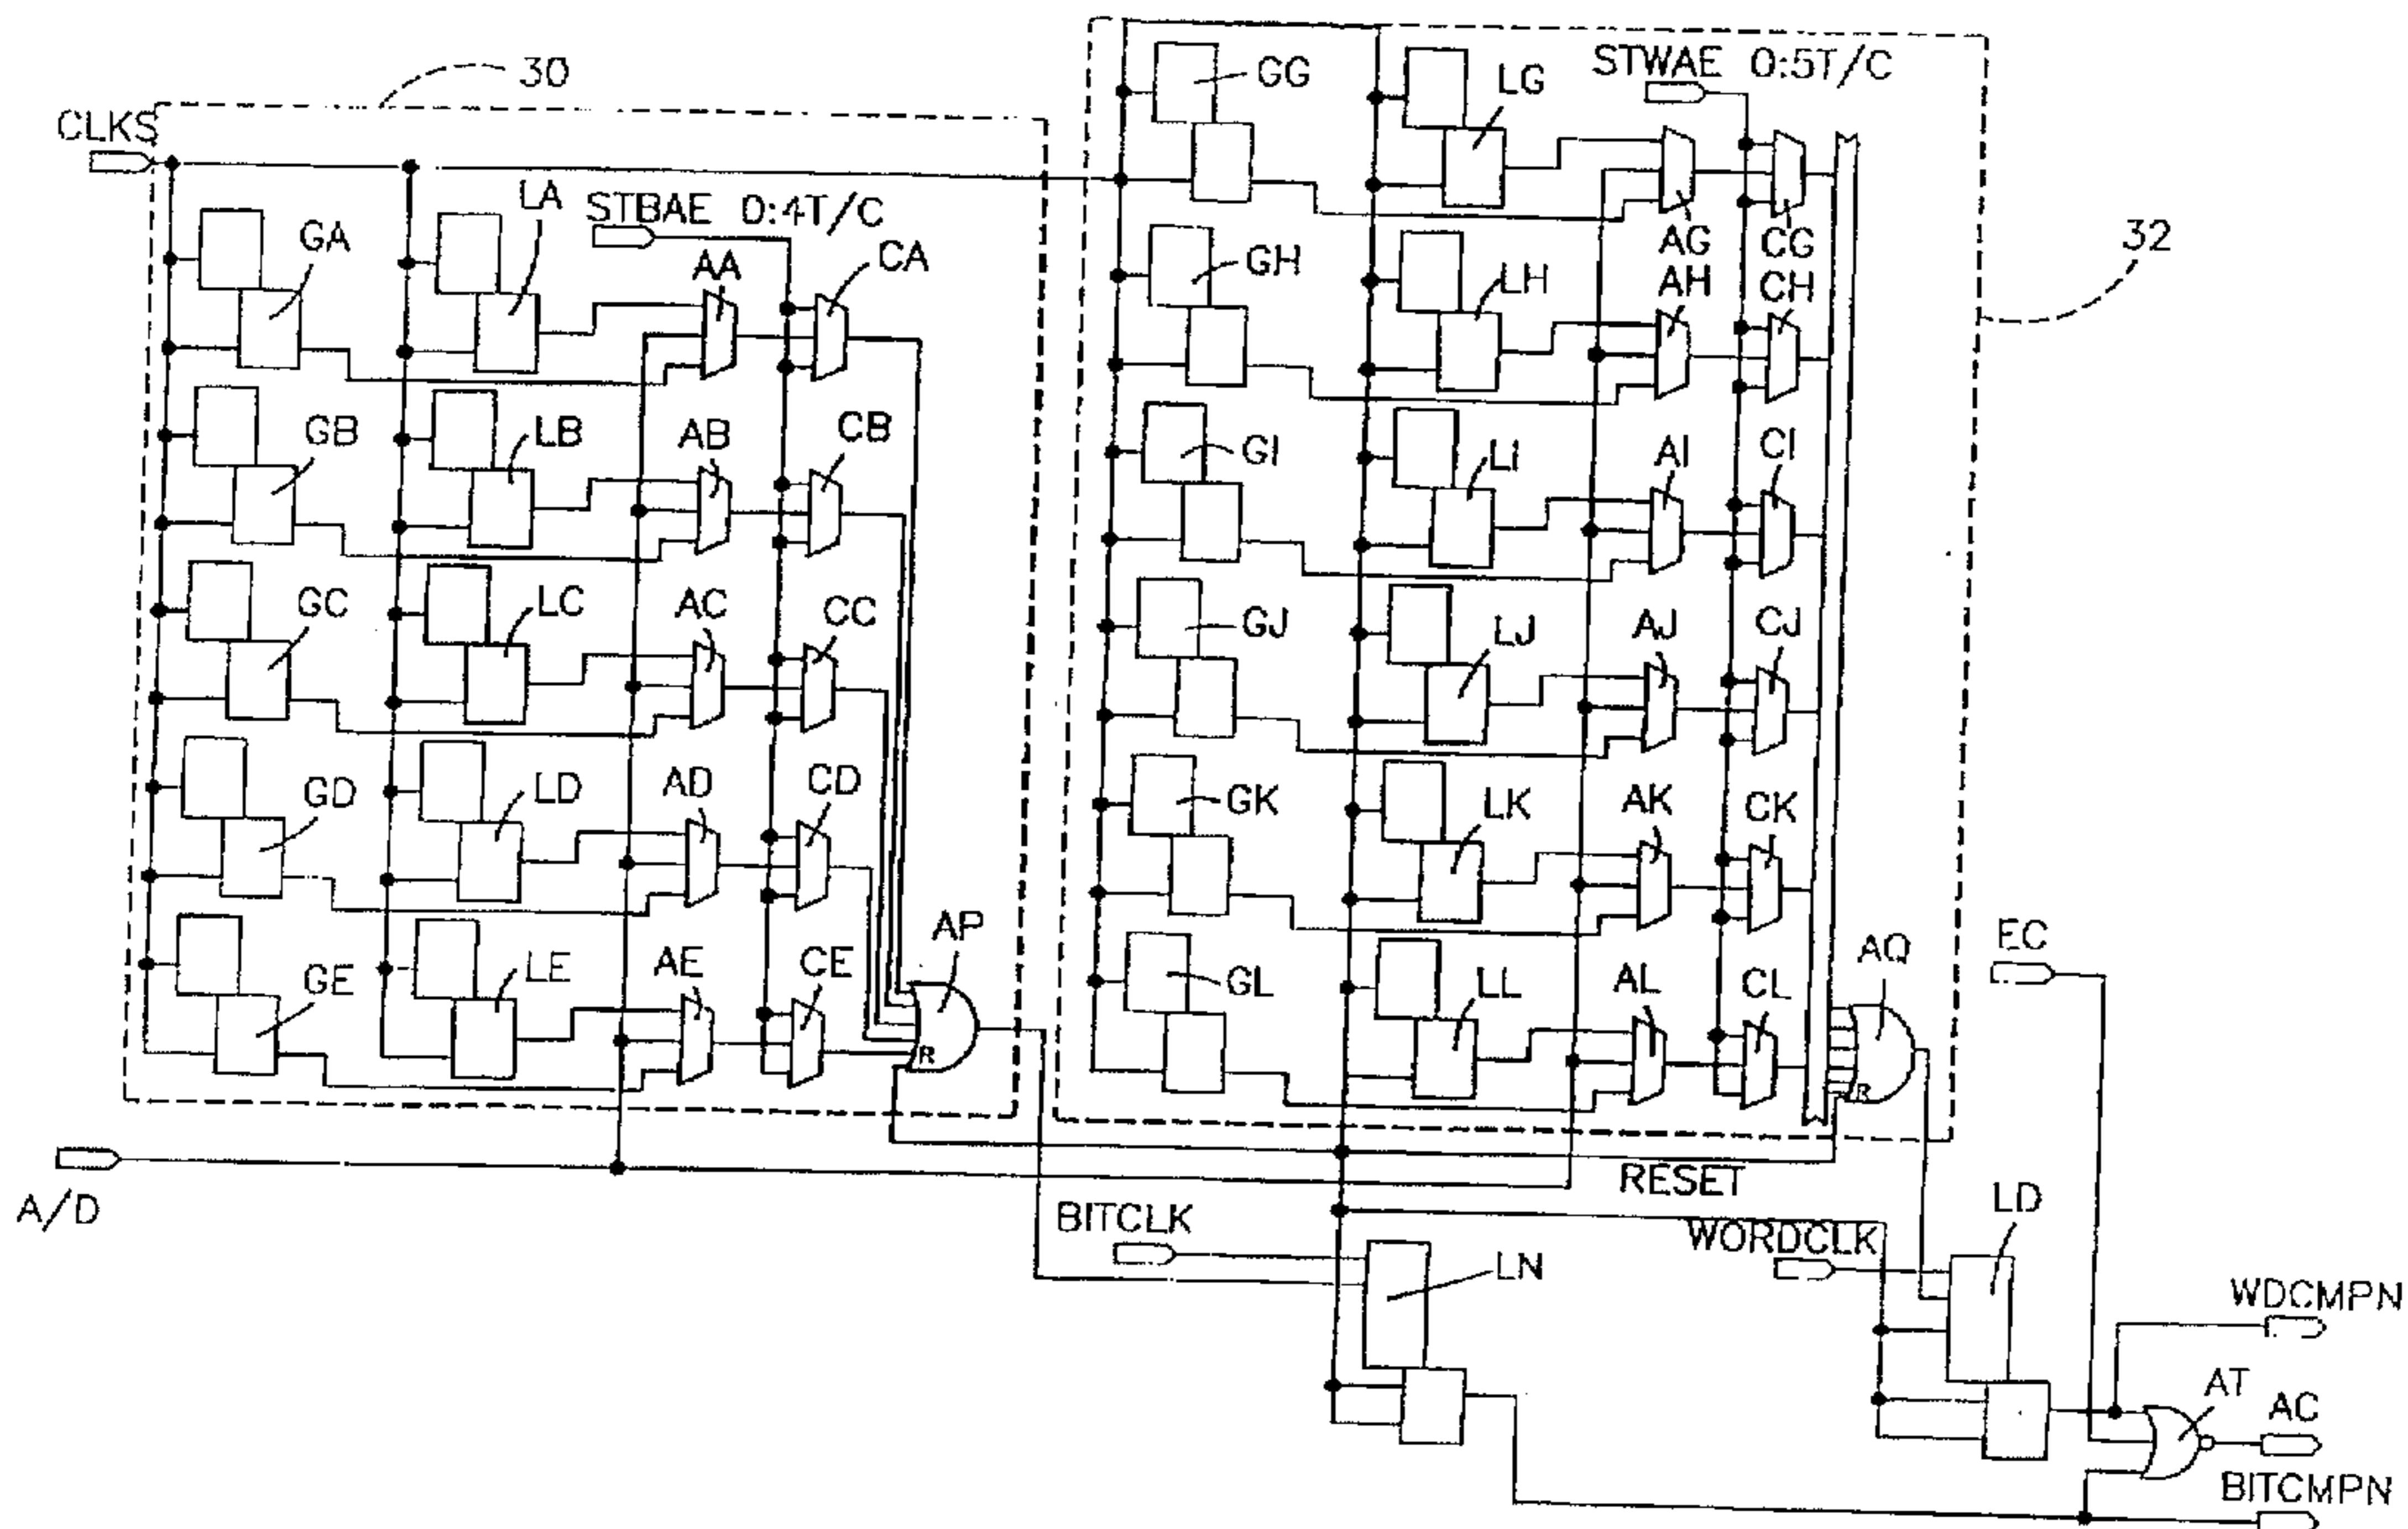 30
CLKS
GA
LA
STBAE 0:4T/C
AA
CA
GB
LB
AB
CB
GC
LC
AC
CC
GD
LD
AD
CD
GE
LE
AE
CE
AP
R
GG
LG
STWAE 0:5T/C
AG
CG
GH
LH
AH
CH
32
GI
LI
AI
CI
GJ
LJ
AJ
CJ
GK
LK
AK
CK
GL
LL
AL
CL
AQ
R
EC
A/D
RESET
BITCLK
LN
WORDCLK
LD
WDCMPN
AT
AC
BITCMPN